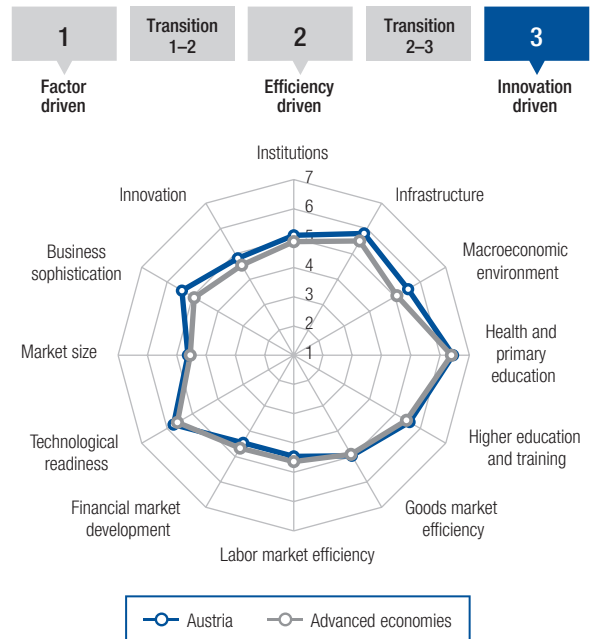 1
Transition
1–2
2
Transition
2–3
3
Factor
driven
Efficiency
driven
Innovation
driven
Institutions
7
Innovation
Infrastructure
6
5
Business
sophistication
Macroeconomic
environment
4
3
2
Market size
1
Health and
primary
education
Technological
readiness
Higher education
and training
Financial market
development
Goods market
efficiency
Labor market efficiency
Austria
Advanced economies